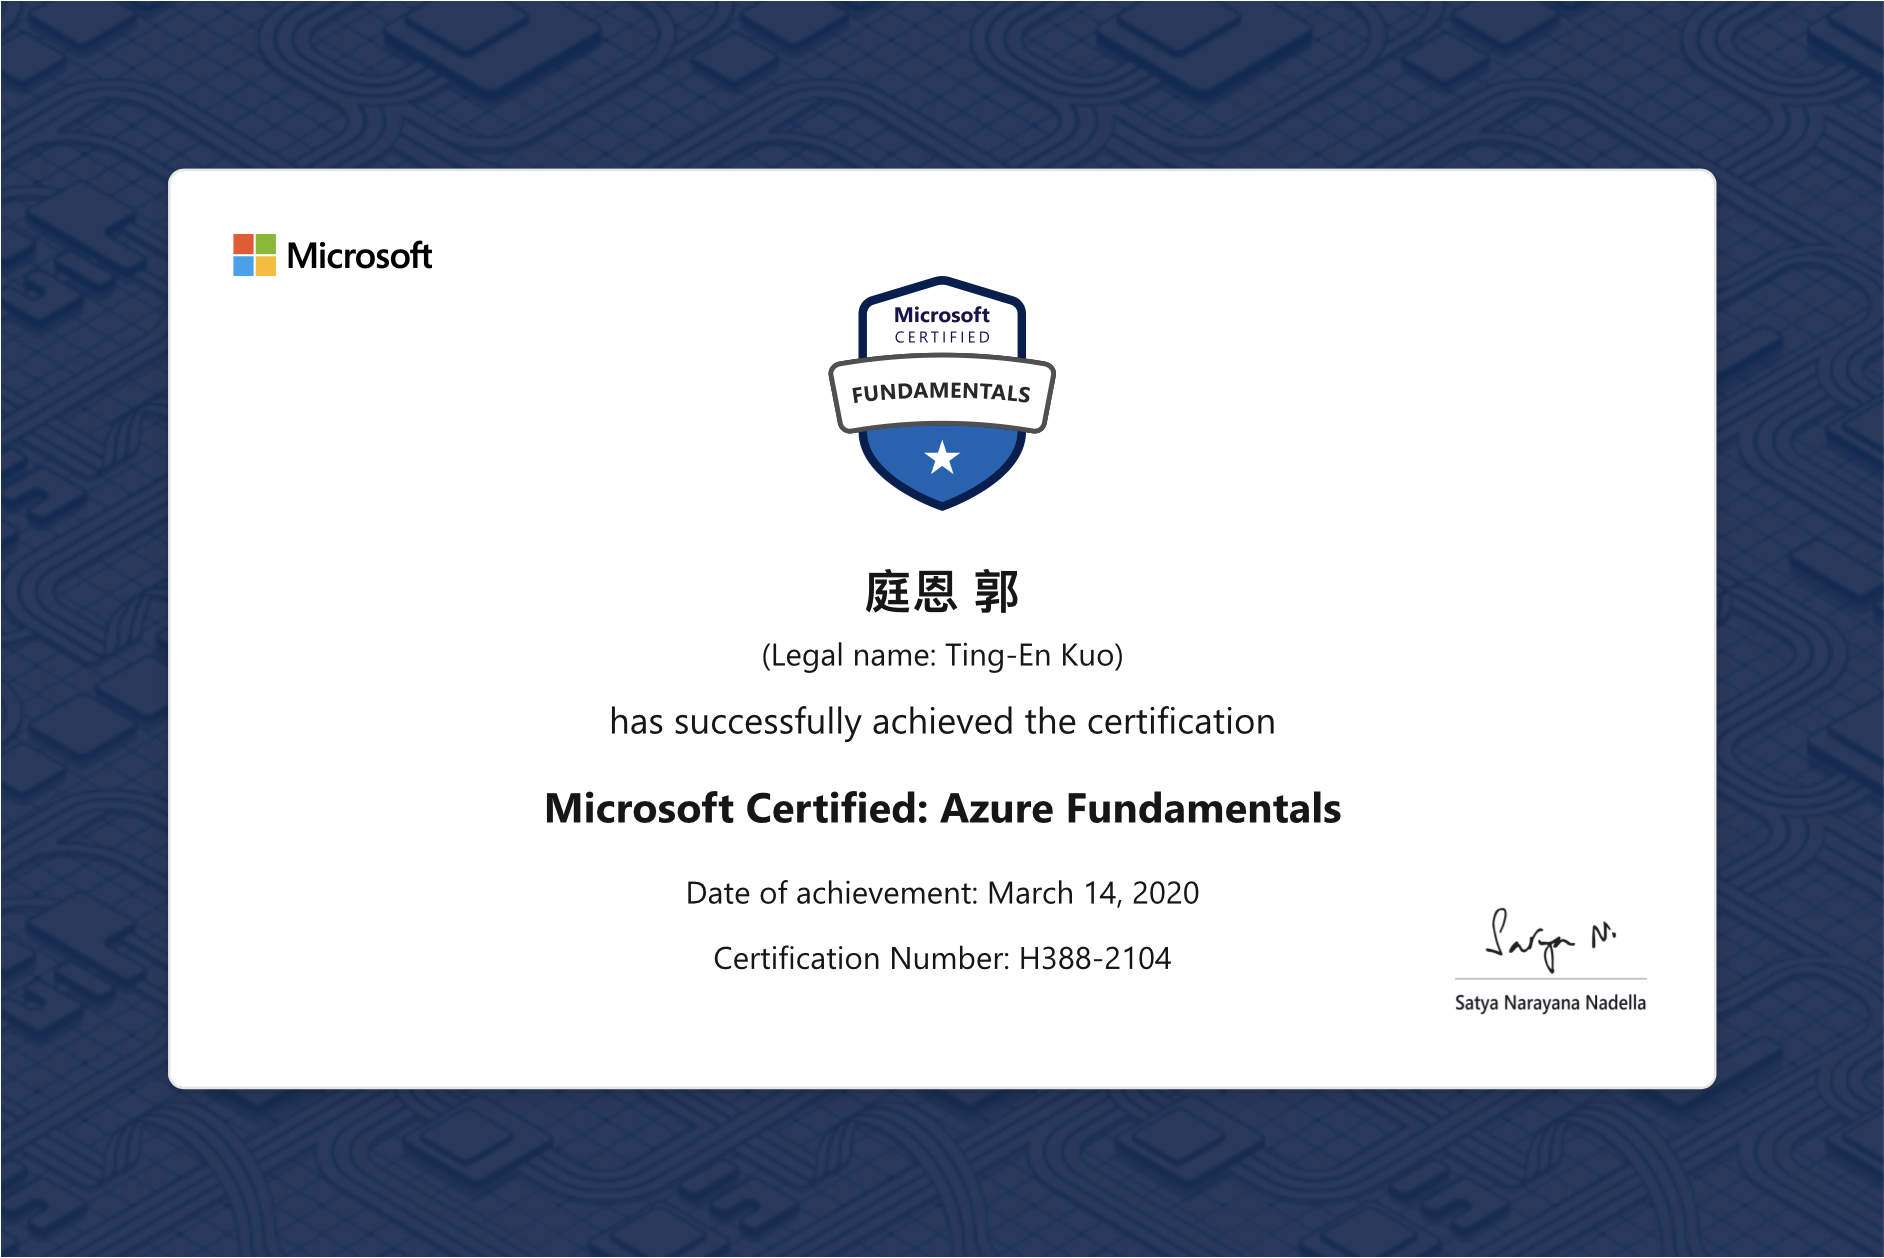 Microsoft
Microsoft
CERTIFIED
FUNDAMENTALS
庭恩 郭
(Legal name: Ting-En Kuo)
has successfully achieved the certification
Microsoft Certified: Azure Fundamentals
Date of achievement: March 14, 2020
Certification Number: H388-2104
Satya N.
Satya Narayana Nadella